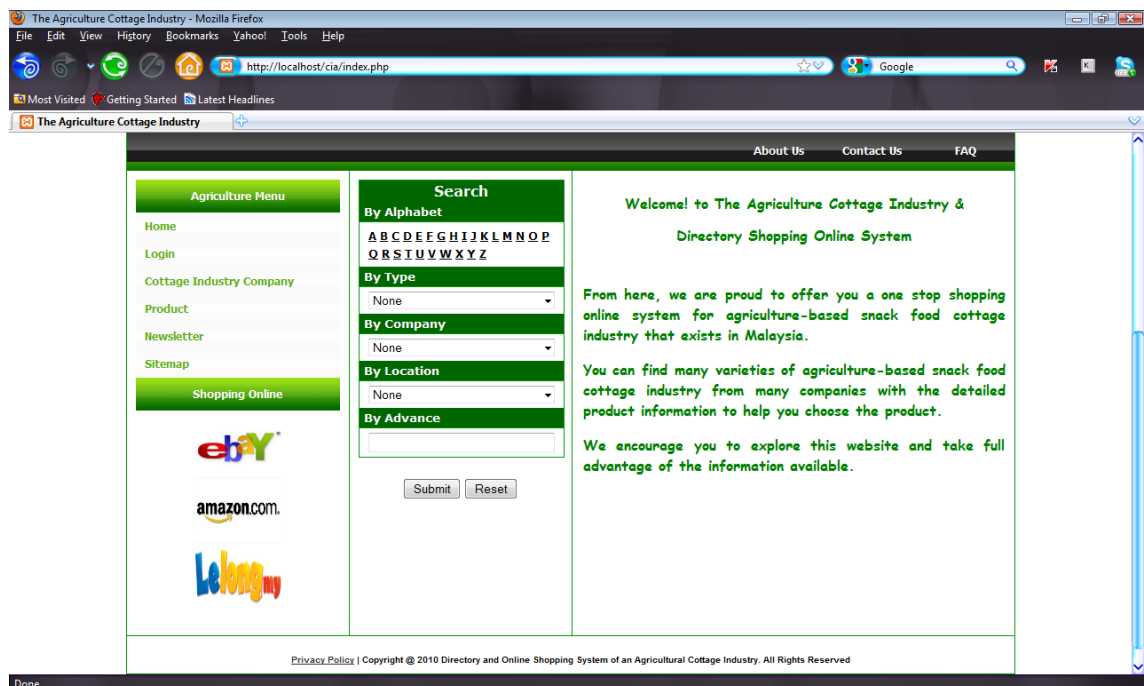 The Agriculture Cottage Industry - Mozilla Firefox
File Edit View History Bookmarks Yahoo! Tools Help
http://localhost/cia/index.php
Google
K
Most Visited Getting Started Latest Headlines
The Agriculture Cottage Industry
About Us Contact Us FAQ
Agriculture Menu
Home
Login
Cottage Industry Company
Product
Newsletter
Sitemap
Shopping Online
ebay
amazon.com.
Lelong my
Search
By Alphabet
A B C D E F G H I J K L M N O P
Q R S T U V W X Y Z
By Type
None
By Company
None
By Location
None
By Advance
Submit Reset
Welcome! to The Agriculture Cottage Industry &
Directory Shopping Online System
From here, we are proud to offer you a one stop shopping
online system for agriculture-based snack food cottage
industry that exists in Malaysia.
You can find many varieties of agriculture-based snack food
cottage industry from many companies with the detailed
product information to help you choose the product.
We encourage you to explore this website and take full
advantage of the information available.
Privacy Policy | Copyright @ 2010 Directory and Online Shopping System of an Agricultural Cottage Industry. All Rights Reserved
Done